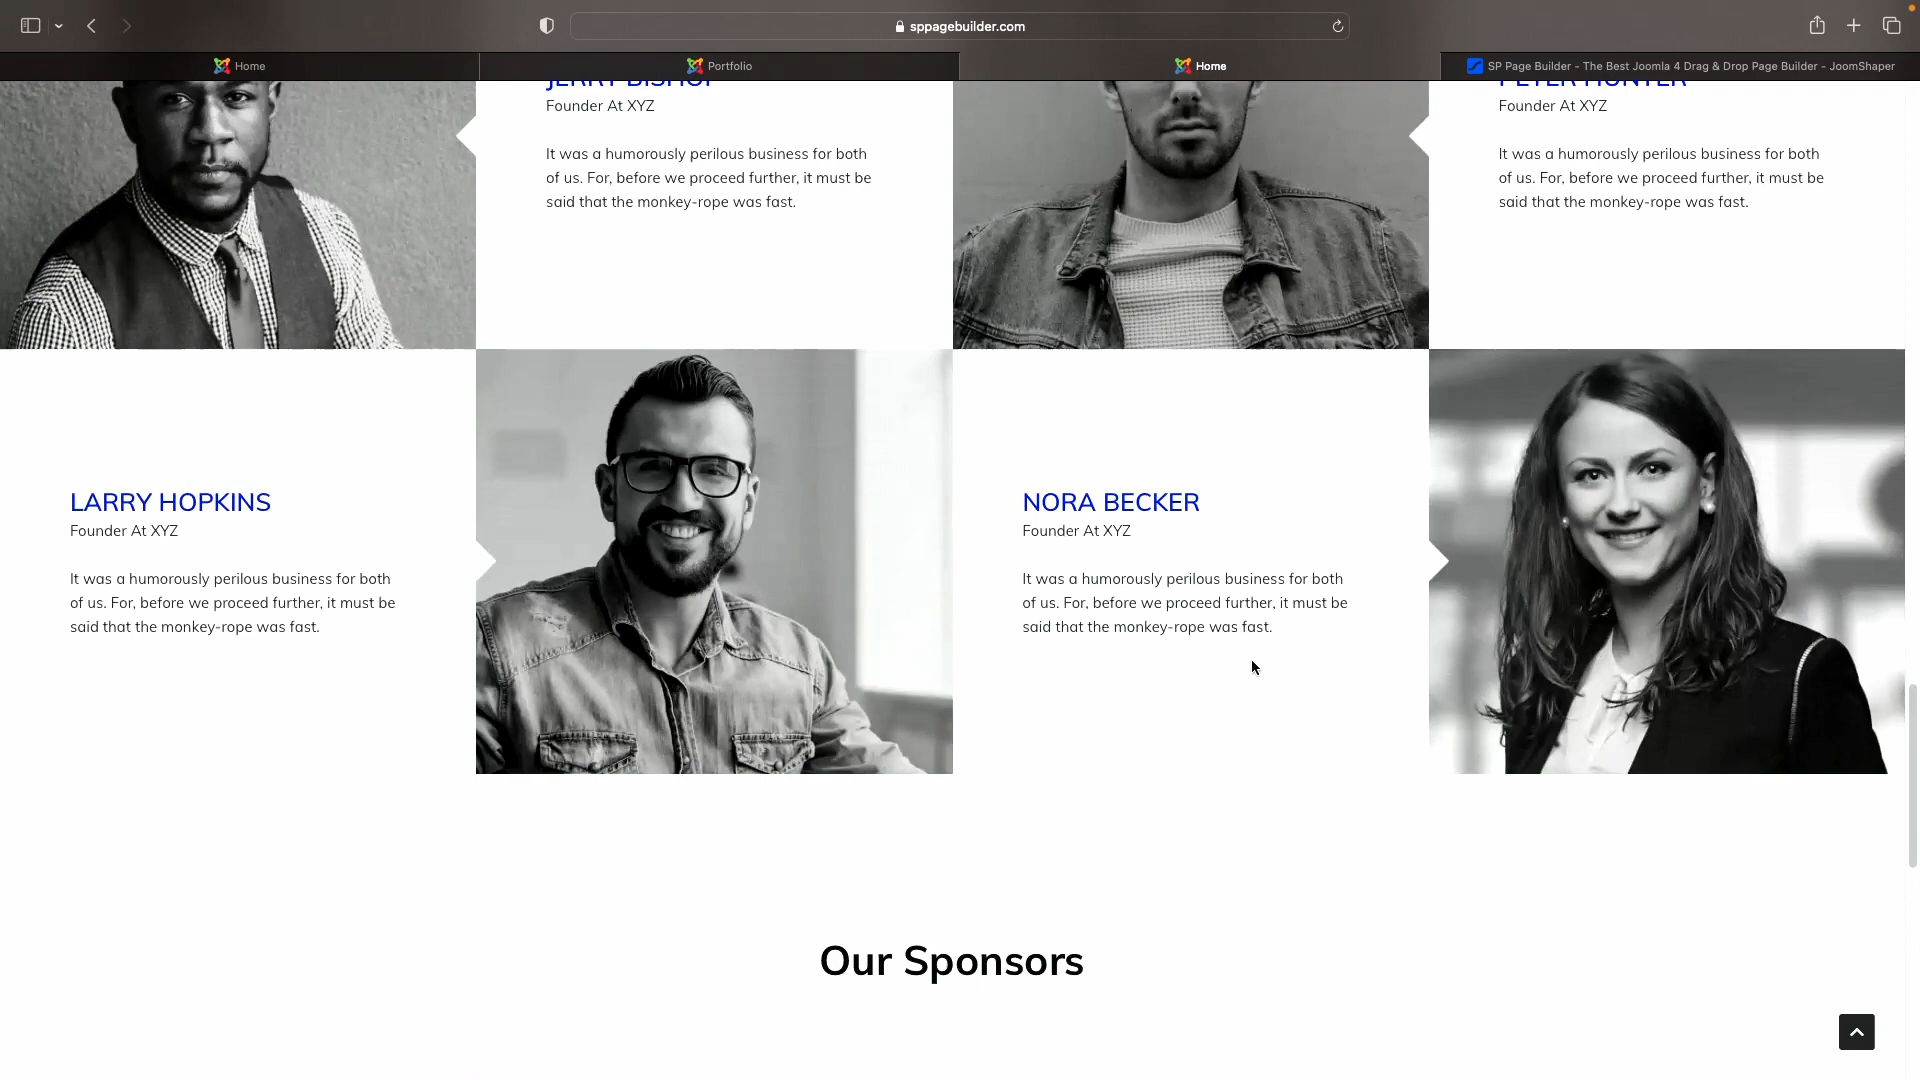 sppagebuilder.com
Home
Portfolio
Home
SP Page Builder - The Best Joomla 4 Drag & Drop Page Builder - JoomShaper
JERRY BISHOP
Founder At XYZ
It was a humorously perilous business for both
of us. For, before we proceed further, it must be
said that the monkey-rope was fast.
PETER HUNTER
Founder At XYZ
It was a humorously perilous business for both
of us. For, before we proceed further, it must be
said that the monkey-rope was fast.
LARRY HOPKINS
Founder At XYZ
It was a humorously perilous business for both
of us. For, before we proceed further, it must be
said that the monkey-rope was fast.
NORA BECKER
Founder At XYZ
It was a humorously perilous business for both
of us. For, before we proceed further, it must be
said that the monkey-rope was fast.
Our Sponsors